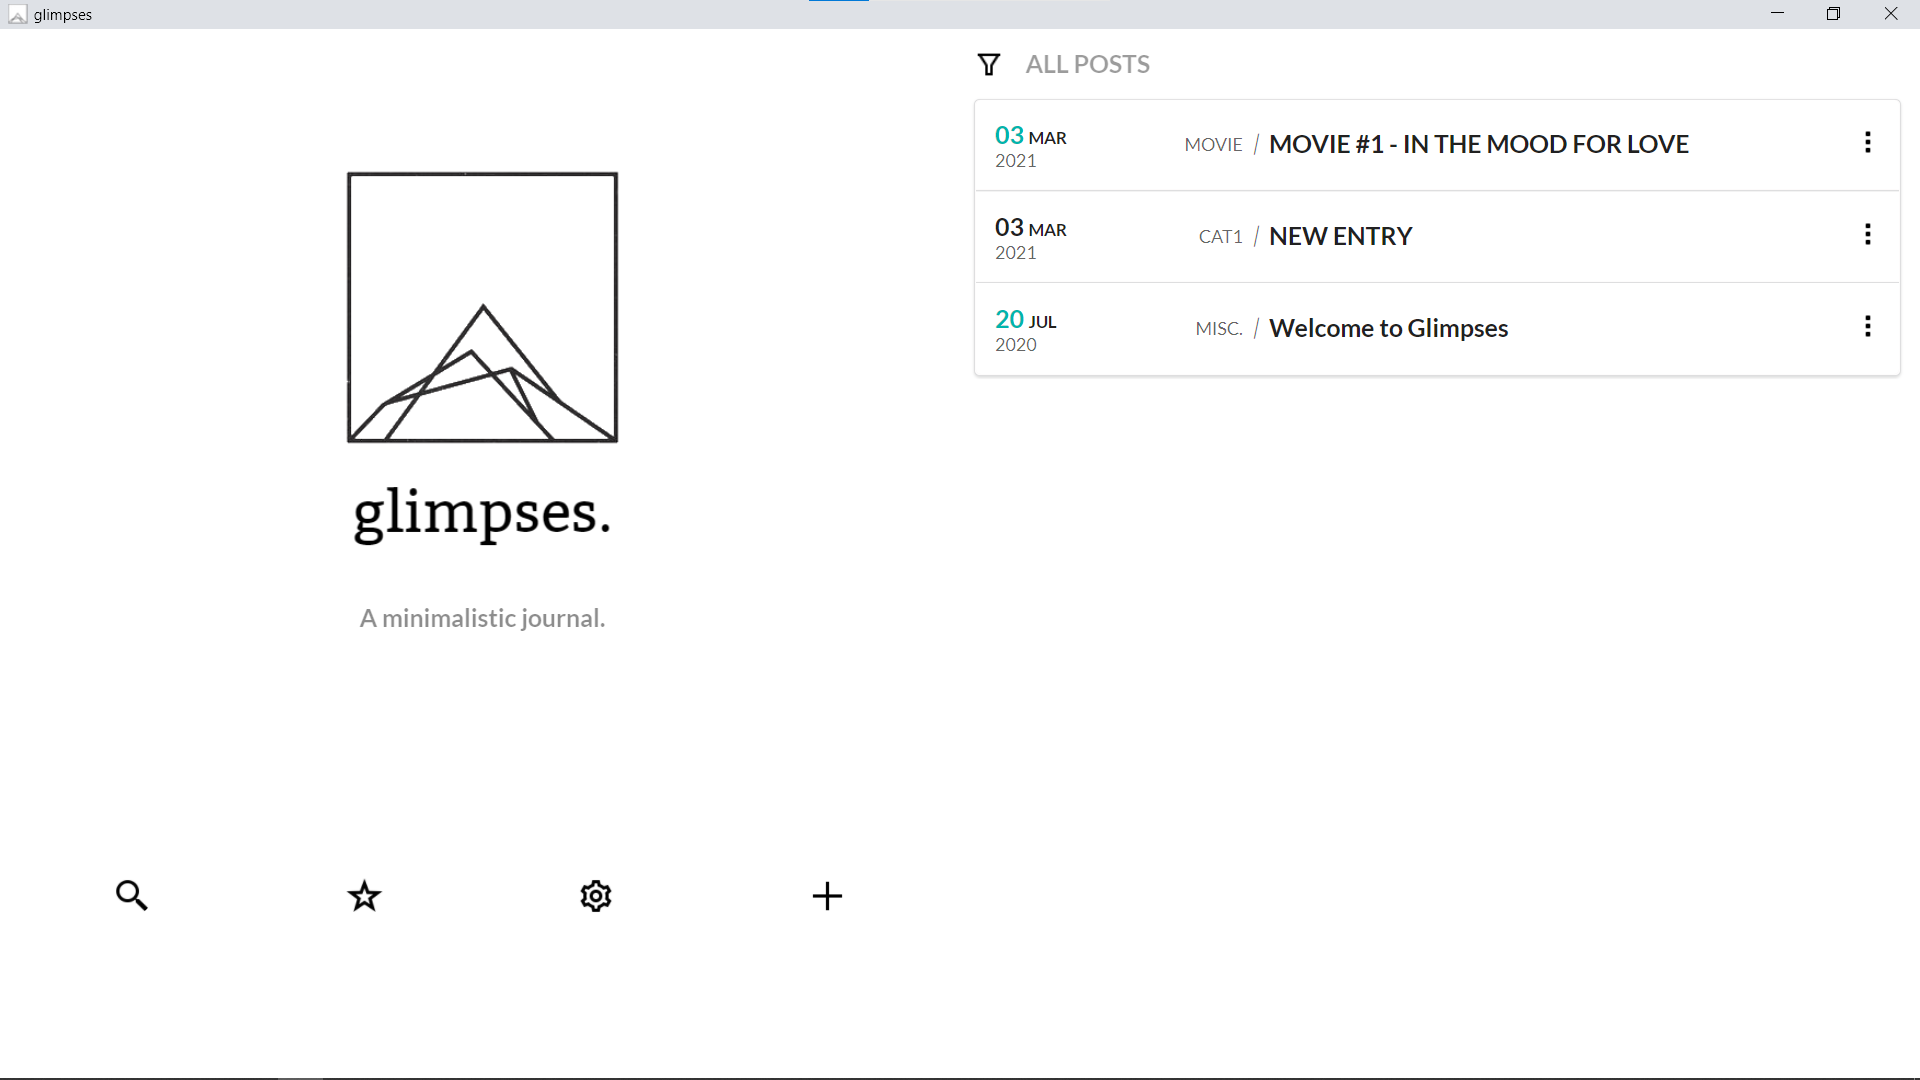 glimpses
glimpses.
A minimalistic journal.
ALL POSTS
03 MAR
2021
MOVIE / MOVIE #1 - IN THE MOOD FOR LOVE
03 MAR
2021
CAT1 / NEW ENTRY
20 JUL
2020
MISC. / Welcome to Glimpses